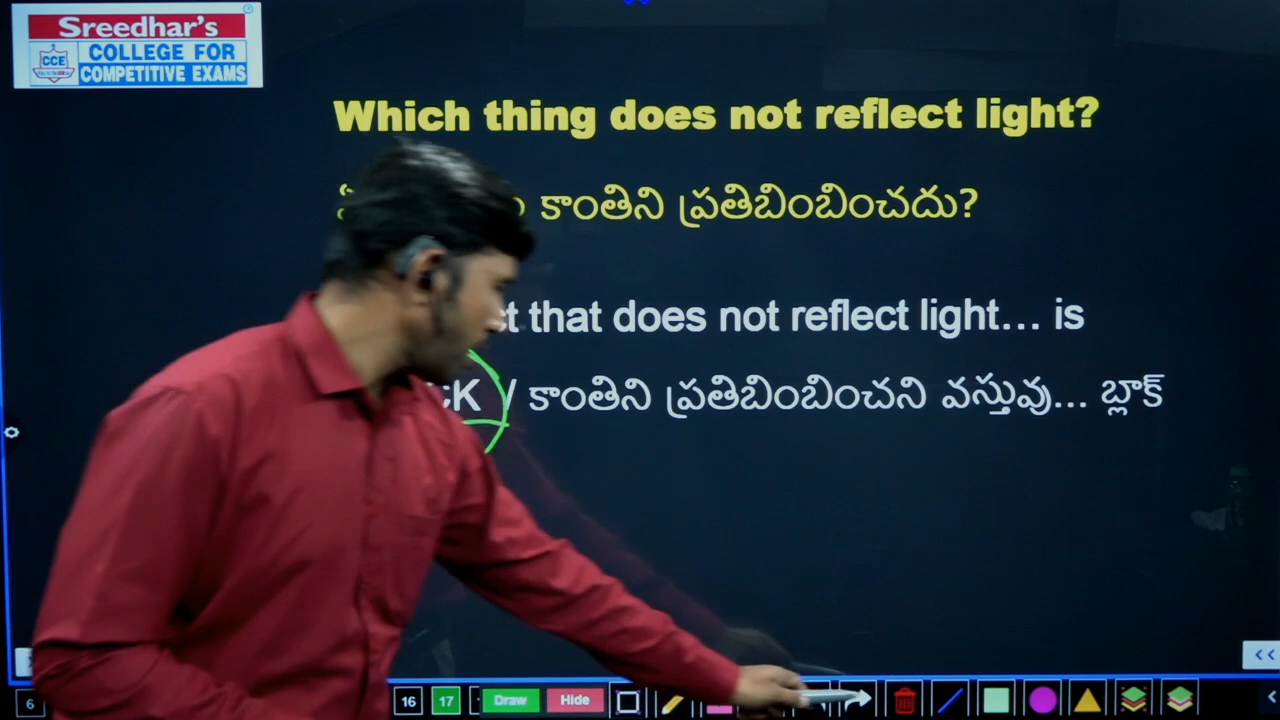 Sreedhar's
CCE
COLLEGE FOR
COMPETITIVE EXAMS
Which thing does not reflect light?
కాంతిని ప్రతిబింబించదు?
that does not reflect light... is
/ కాంతిని ప్రతిబింబించని వస్తువు... బ్లాక్
6
16
17
Draw
Hide
<<